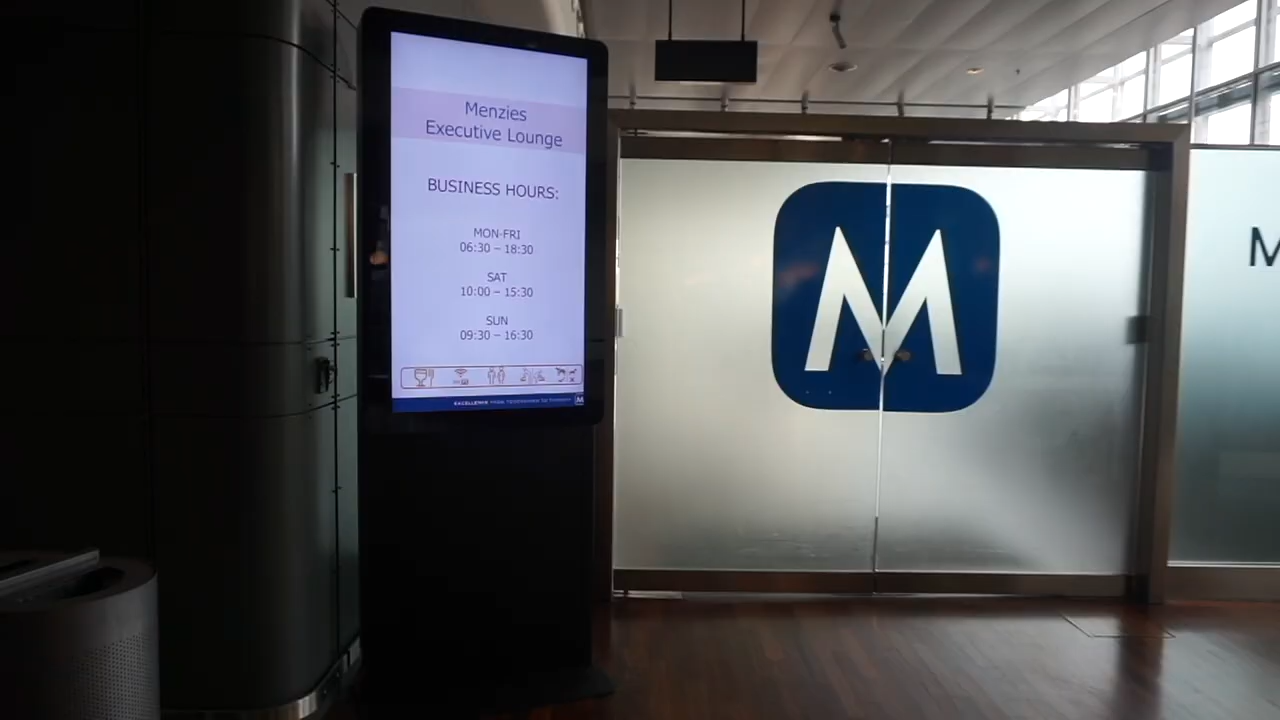 Menzies
Executive Lounge
BUSINESS HOURS:
MON-FRI
06:30 – 18:30
SAT
10:00 – 15:30
SUN
09:30 – 16:30
M
M